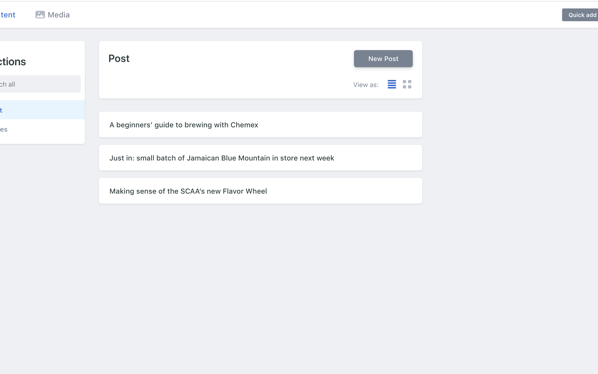 tent
Media
Quick add
ctions
Post
New Post
ch all
View as:
t
es
A beginners' guide to brewing with Chemex
Just in: small batch of Jamaican Blue Mountain in store next week
Making sense of the SCAA's new Flavor Wheel